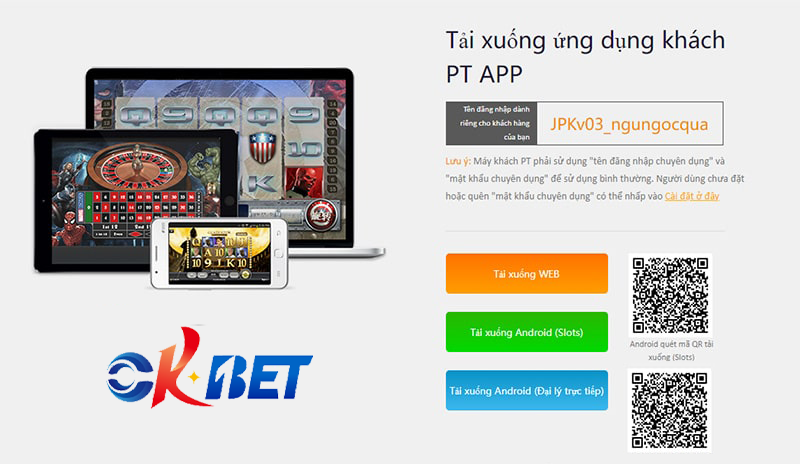 Tải xuống ứng dụng khách
PT APP
Tên đăng nhập dành
riêng cho khách hàng
của bạn
JPKv03_ngungocqua
Lưu ý: Máy khách PT phải sử dụng "tên đăng nhập chuyên dụng" và
"mật khẩu chuyên dụng" để sử dụng bình thường. Người dùng chưa đặt
hoặc quên "mật khẩu chuyên dụng" có thể nhấp vào Cài đặt ở đây
Tải xuống WEB
Tải xuống Android (Slots)
Android quét mã QR tải
xuống (Slots)
Tải xuống Android (Đại lý trực tiếp)
OKBET